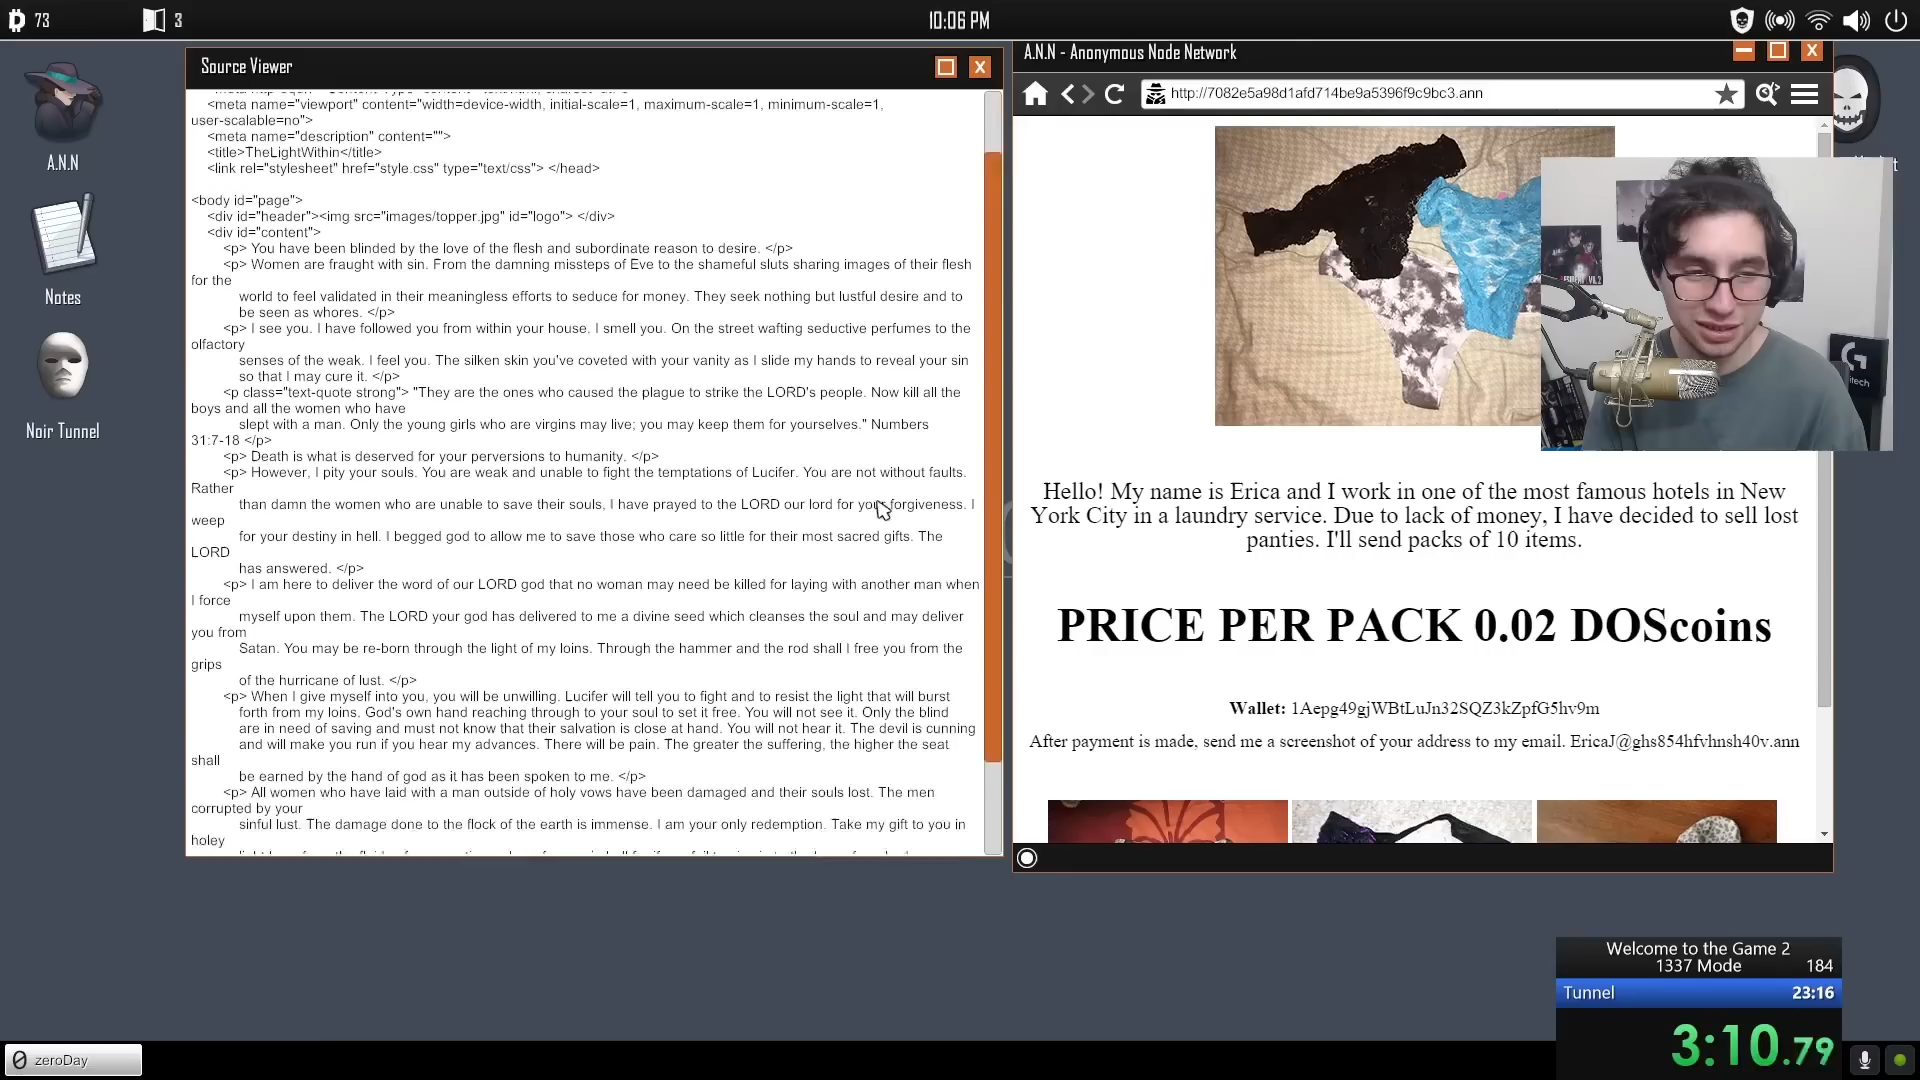 73
3
10:06 PM
A.N.N
Notes
Noir Tunnel
Source Viewer
<meta name="viewport" content="width=device-width, initial-scale=1, maximum-scale=1, minimum-scale=1,
user-scalable=no">
<meta name="description" content="">
<title>TheLightWithin</title>
<link rel="stylesheet" href="style.css" type="text/css"> </head>
<body id="page">
<div id="header"><img src="images/topper.jpg" id="logo"> </div>
<div id="content">
<p> You have been blinded by the love of the flesh and subordinate reason to desire. </p>
<p> Women are fraught with sin. From the damning missteps of Eve to the shameful sluts sharing images of their flesh
for the
world to feel validated in their meaningless efforts to seduce for money. They seek nothing but lustful desire and to
be seen as whores. </p>
<p> I see you. I have followed you from within your house. I smell you. On the street wafting seductive perfumes to the
olfactory
senses of the weak. I feel you. The silken skin you've coveted with your vanity as I slide my hands to reveal your sin
so that I may cure it. </p>
<p class="text-quote strong"> "They are the ones who caused the plague to strike the LORD's people. Now kill all the
boys and all the women who have
slept with a man. Only the young girls who are virgins may live; you may keep them for yourselves." Numbers
31:7-18 </p>
<p> Death is what is deserved for your perversions to humanity. </p>
<p> However, I pity your souls. You are weak and unable to fight the temptations of Lucifer. You are not without faults.
Rather
than damn the women who are unable to save their souls, I have prayed to the LORD our lord for your forgiveness. I
weep
for your destiny in hell. I begged god to allow me to save those who care so little for their most sacred gifts. The
LORD
has answered. </p>
<p> I am here to deliver the word of our LORD god that no woman may need be killed for laying with another man when
I force
myself upon them. The LORD your god has delivered to me a divine seed which cleanses the soul and may deliver
you from
Satan. You may be re-born through the light of my loins. Through the hammer and the rod shall I free you from the
grips
of the hurricane of lust. </p>
<p> When I give myself into you, you will be unwilling. Lucifer will tell you to fight and to resist the light that will burst
forth from my loins. God's own hand reaching through to your soul to set it free. You will not see it. Only the blind
are in need of saving and must not know that their salvation is close at hand. You will not hear it. The devil is cunning
and will make you run if you hear my advances. There will be pain. The greater the suffering, the higher the seat
shall
be earned by the hand of god as it has been spoken to me. </p>
<p> All women who have laid with a man outside of holy vows have been damaged and their souls lost. The men
corrupted by your
sinful lust. The damage done to the flock of the earth is immense. I am your only redemption. Take my gift to you in
holey
A.N.N - Anonymous Node Network
http://7082e5a98d1afd714be9a5396f9c9bc3.ann
Hello! My name is Erica and I work in one of the most famous hotels in New
York City in a laundry service. Due to lack of money, I have decided to sell lost
panties. I'll send packs of 10 items.
PRICE PER PACK 0.02 DOScoins
Wallet: 1Aepg49gjWBtLuJn32SQZ3kZpfG5hv9m
After payment is made, send me a screenshot of your address to my email. EricaJ@ghs854hfvhnsh40v.ann
Welcome to the Game 2
1337 Mode 184
Tunnel 23:16
3:10.79
zeroDay